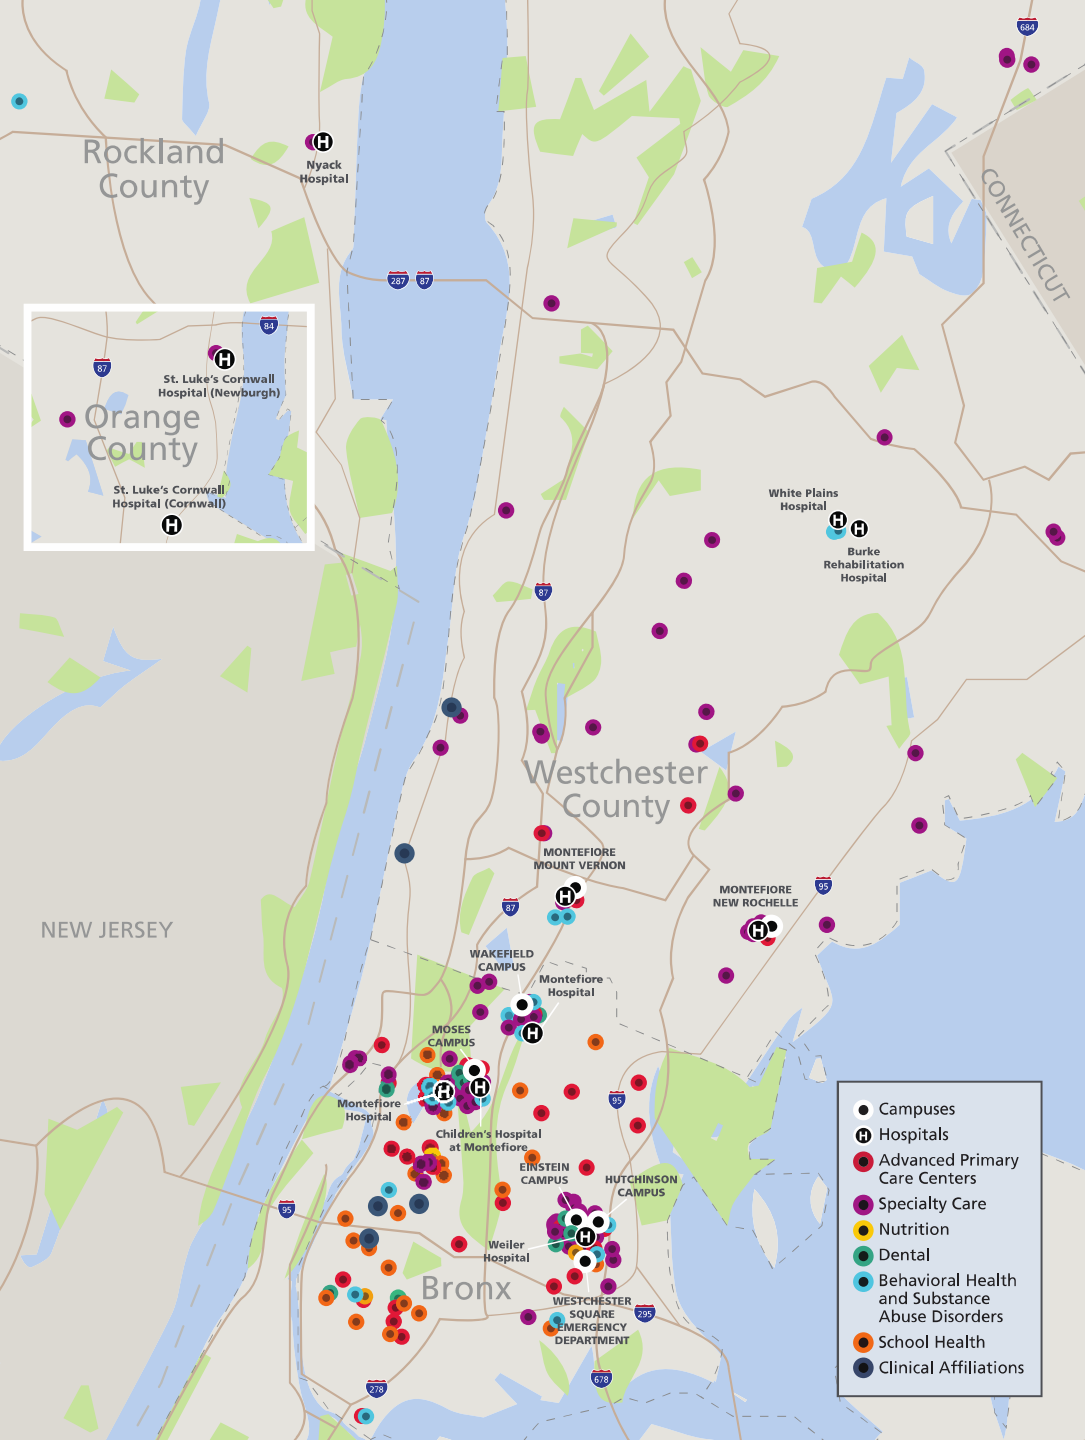 684
Rockland
County
Nyack
Hospital
CONNECTICUT
287
87
84
87
St. Luke's Cornwall
Hospital (Newburgh)
Orange
County
St. Luke's Cornwall
Hospital (Cornwall)
White Plains
Hospital
Burke
Rehabilitation
Hospital
87
Westchester
County
MONTEFIORE
MOUNT VERNON
MONTEFIORE
NEW ROCHELLE
95
87
NEW JERSEY
WAKEFIELD
CAMPUS
Montefiore
Hospital
MOSES
CAMPUS
Montefiore
Hospital
Children's Hospital
at Montefiore
95
EINSTEIN
CAMPUS
HUTCHINSON
CAMPUS
95
Weiler
Hospital
Bronx
WESTCHESTER
SQUARE
EMERGENCY
DEPARTMENT
295
678
278
Campuses
H Hospitals
Advanced Primary
Care Centers
Specialty Care
Nutrition
Dental
Behavioral Health
and Substance
Abuse Disorders
School Health
Clinical Affiliations